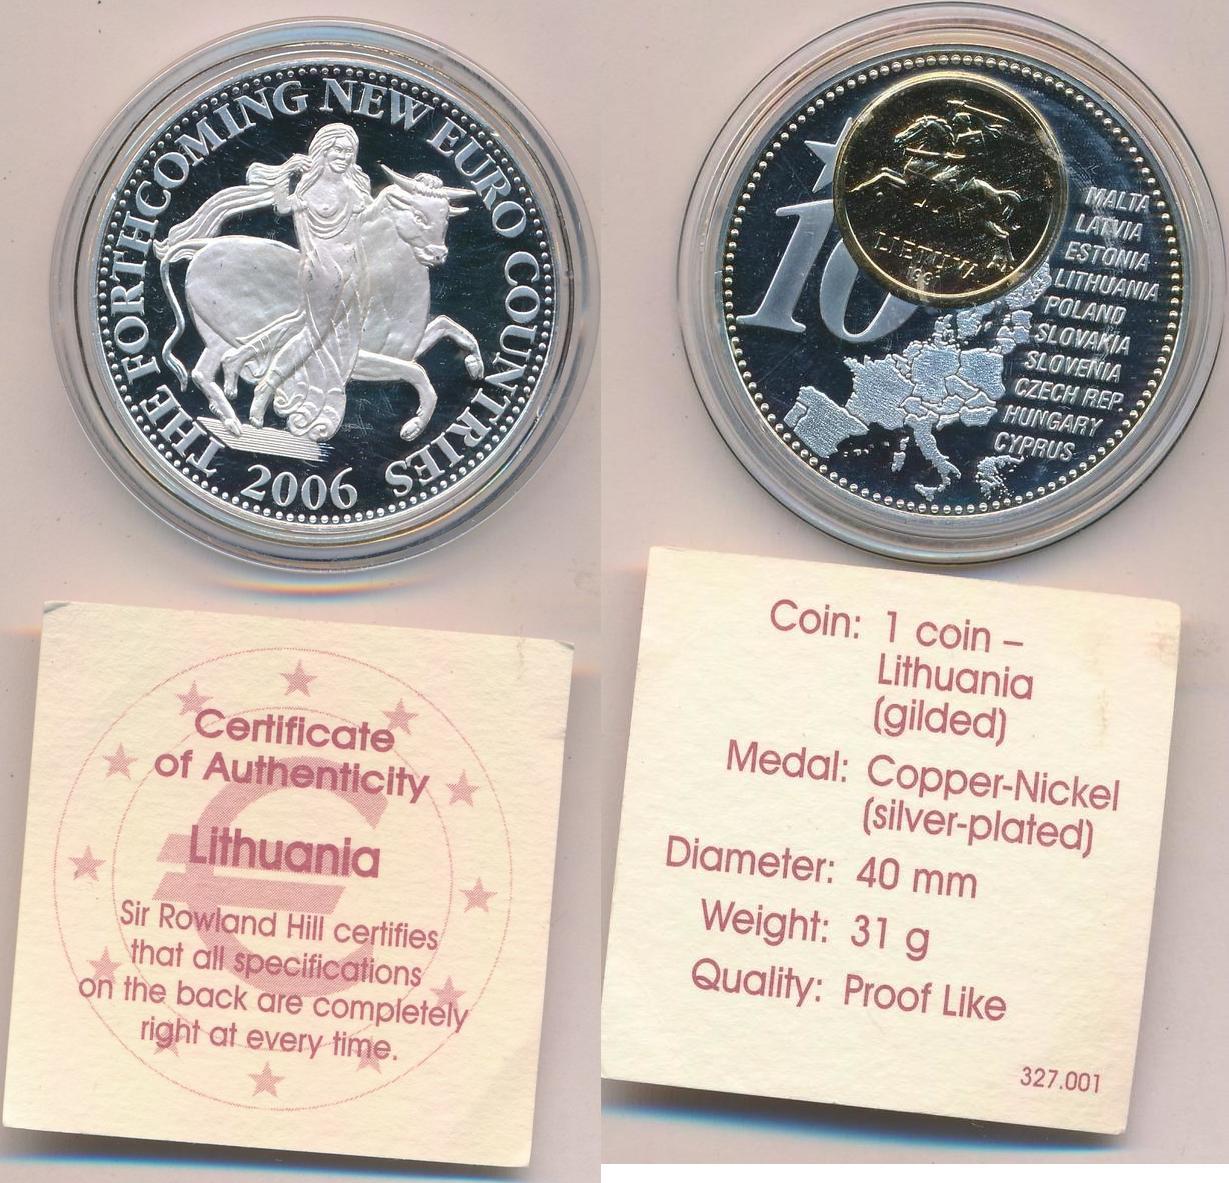 THE FORTHCOMING NEW EURO COUNTRIES
2006
10
LIETUVA
MALTA
LATVIA
ESTONIA
LITHUANIA
POLAND
SLOVAKIA
SLOVENIA
CZECH REP.
HUNGARY
CYPRUS
Certificate
of Authenticity
Lithuania
Sir Rowland Hill certifies
that all specifications
on the back are completely
right at every time.
Coin: 1 coin –
Lithuania
(gilded)
Medal: Copper-Nickel
(silver-plated)
Diameter: 40 mm
Weight: 31 g
Quality: Proof Like
327.001